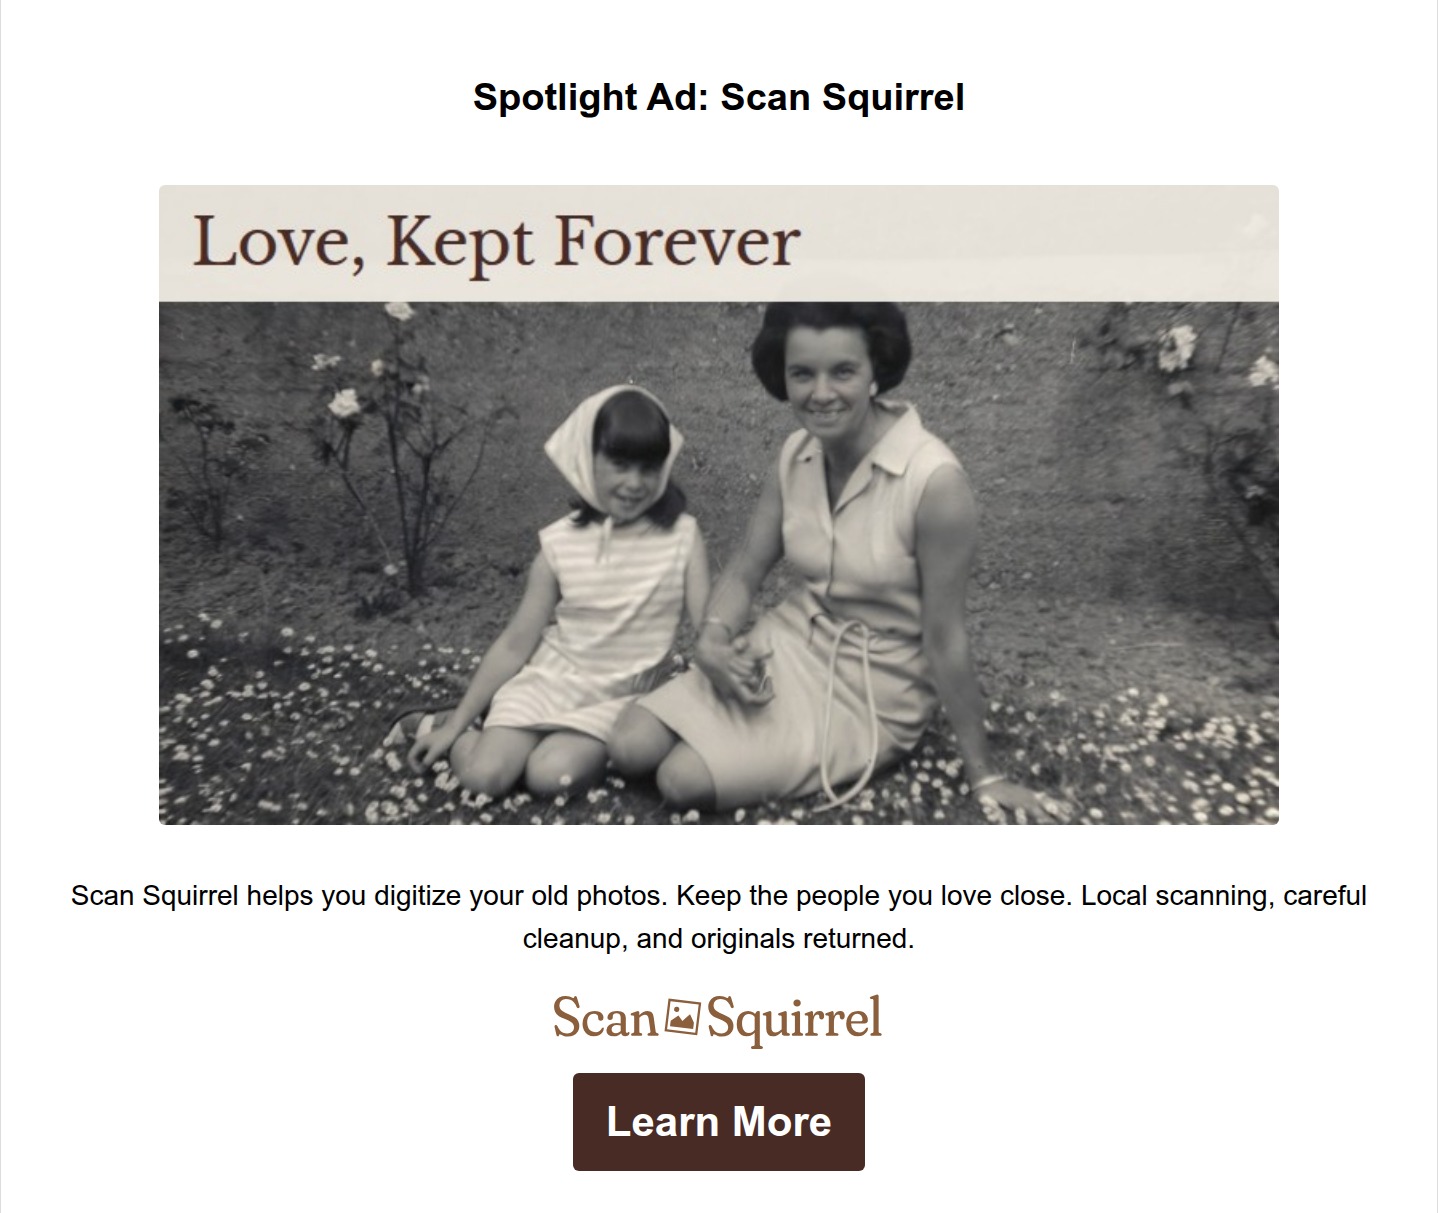 Spotlight Ad: Scan Squirrel
Love, Kept Forever
Scan Squirrel helps you digitize your old photos. Keep the people you love close. Local scanning, careful
cleanup, and originals returned.
Scan Squirrel
Learn More